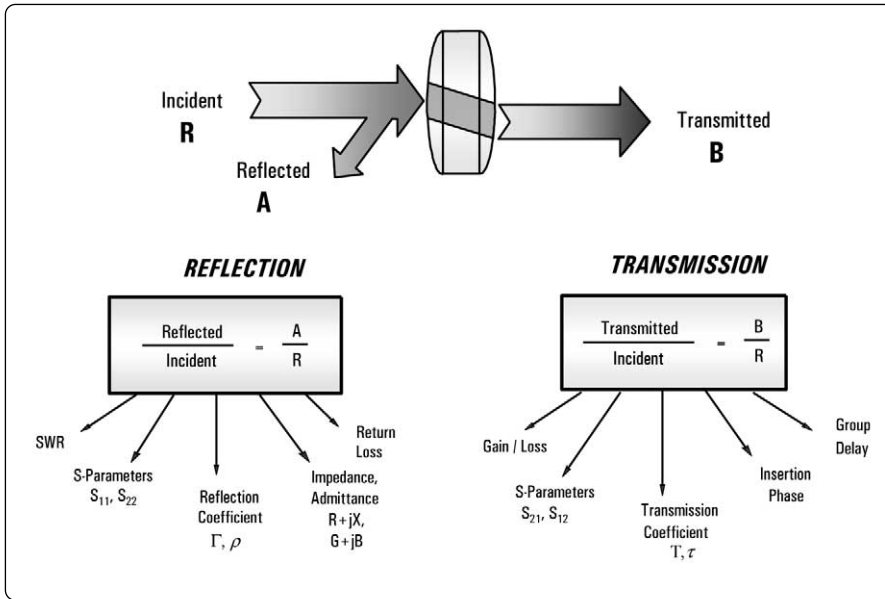 Incident
R
Reflected
A
Transmitted
B
REFLECTION
Reflected
Incident
=
A
R
SWR
S-Parameters
S₁₁, S₂₂
Reflection
Coefficient
Γ, ρ
Impedance,
Admittance
R+jX,
G+jB
Return
Loss
TRANSMISSION
Transmitted
Incident
=
B
R
Gain / Loss
S-Parameters
S₂₁, S₁₂
Transmission
Coefficient
Τ, τ
Insertion
Phase
Group
Delay